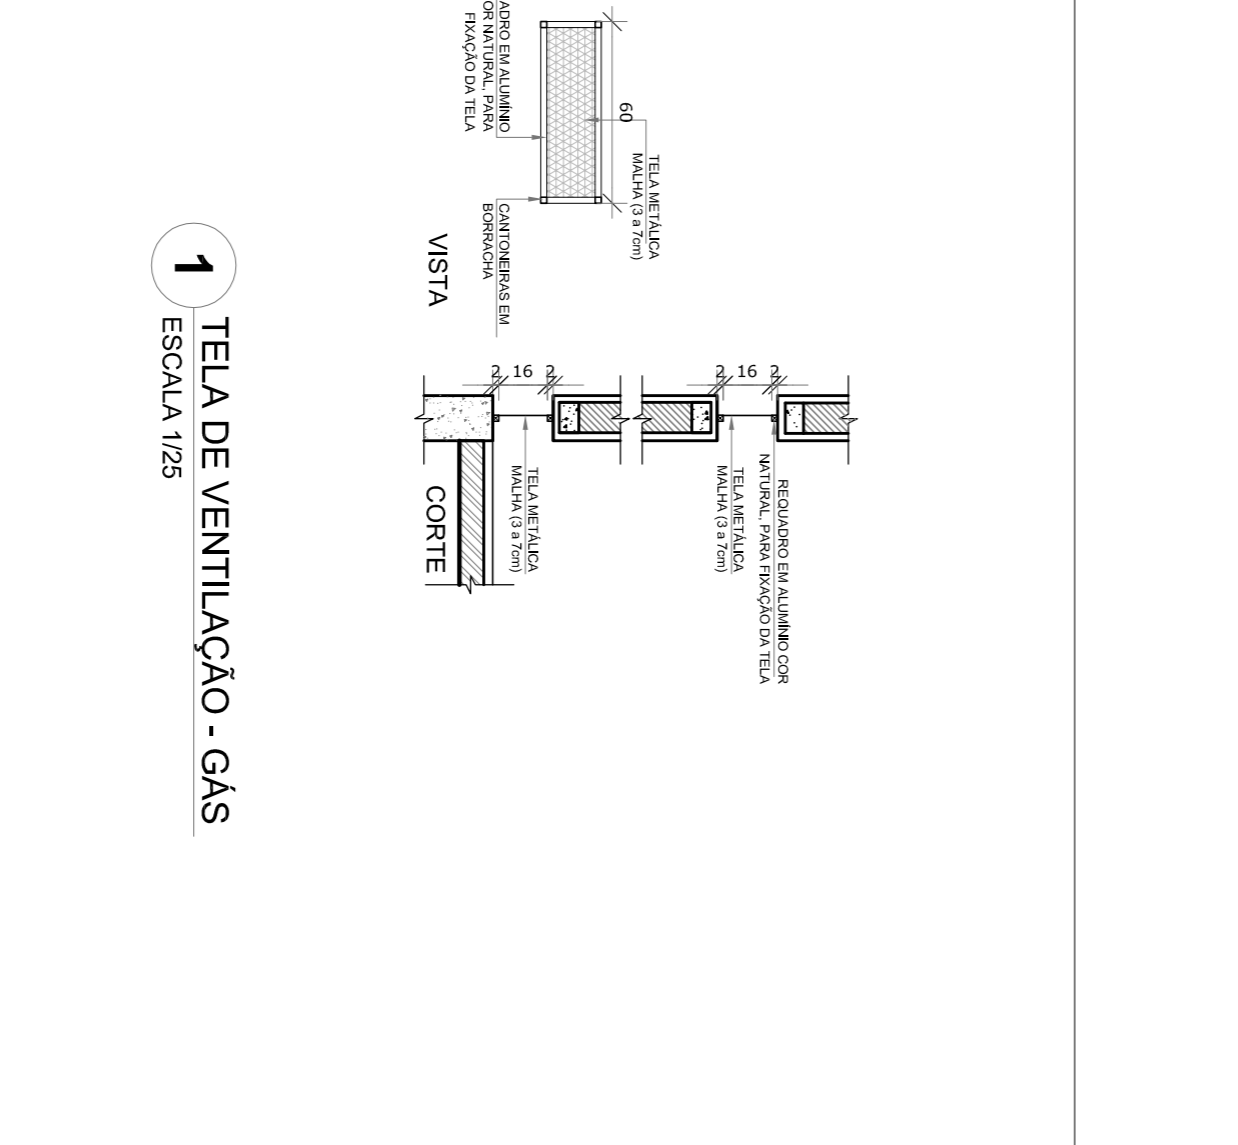 ADRO EM ALUMÍNIO
OR NATURAL, PARA
FIXAÇÃO DA TELA
60
TELA METÁLICA
MALHA (3 a 7cm)
CANTONEIRAS EM
BORRACHA
VISTA
2 16 2
2 16 2
TELA METÁLICA
MALHA (3 a 7cm)
TELA METÁLICA
MALHA (3 a 7cm)
REQUADRO EM ALUMÍNIO COR
NATURAL, PARA FIXAÇÃO DA TELA
CORTE
1
TELA DE VENTILAÇÃO - GÁS
ESCALA 1/25